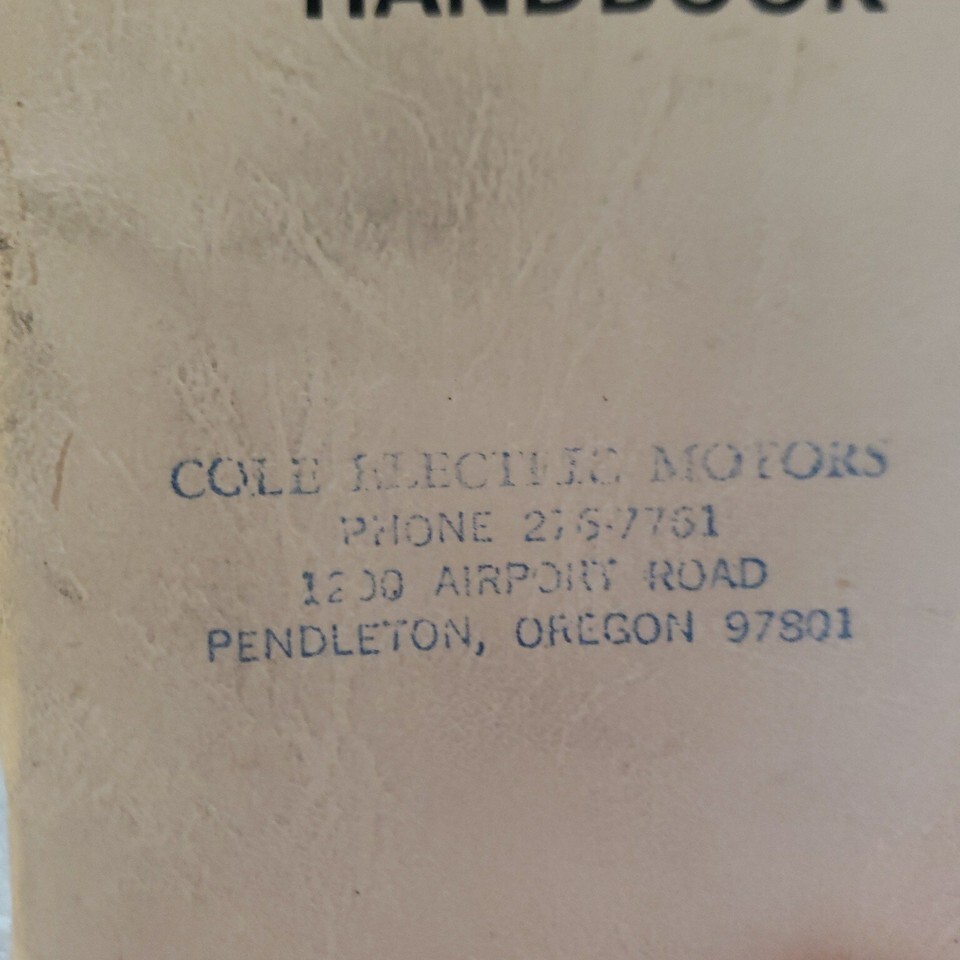 HANDBOOK
COLE ELECTRIC MOTORS
PHONE 276-7761
1200 AIRPORT ROAD
PENDLETON, OREGON 97801